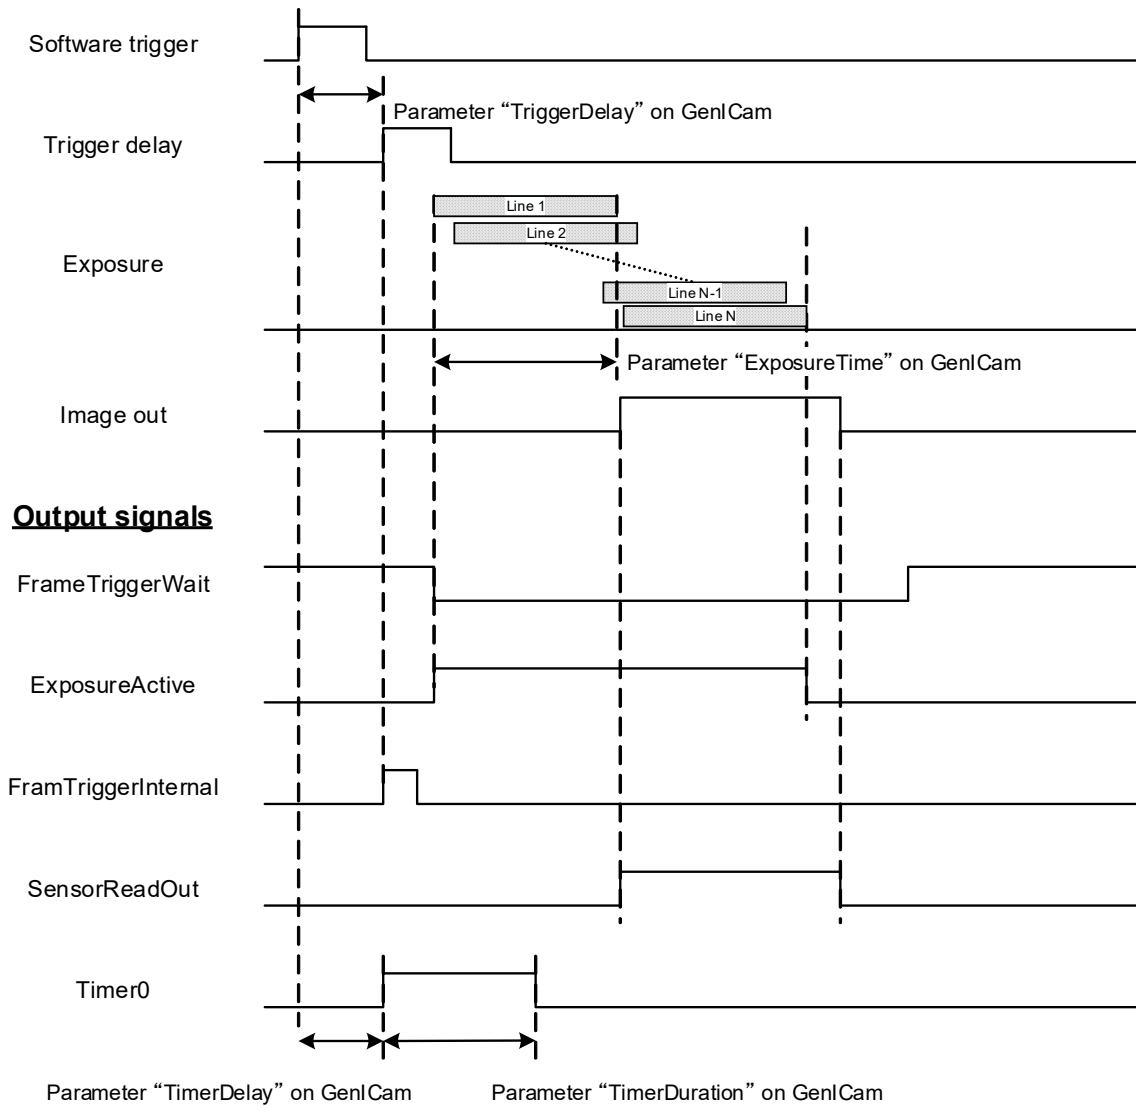 Software trigger
Parameter “TriggerDelay” on GenICam
Trigger delay
Line 1
Line 2
Exposure
Line N-1
Line N
Parameter “ExposureTime” on GenICam
Image out
Output signals
FrameTriggerWait
ExposureActive
FramTriggerInternal
SensorReadOut
Timer0
Parameter “TimerDelay” on GenICam
Parameter “TimerDuration” on GenICam